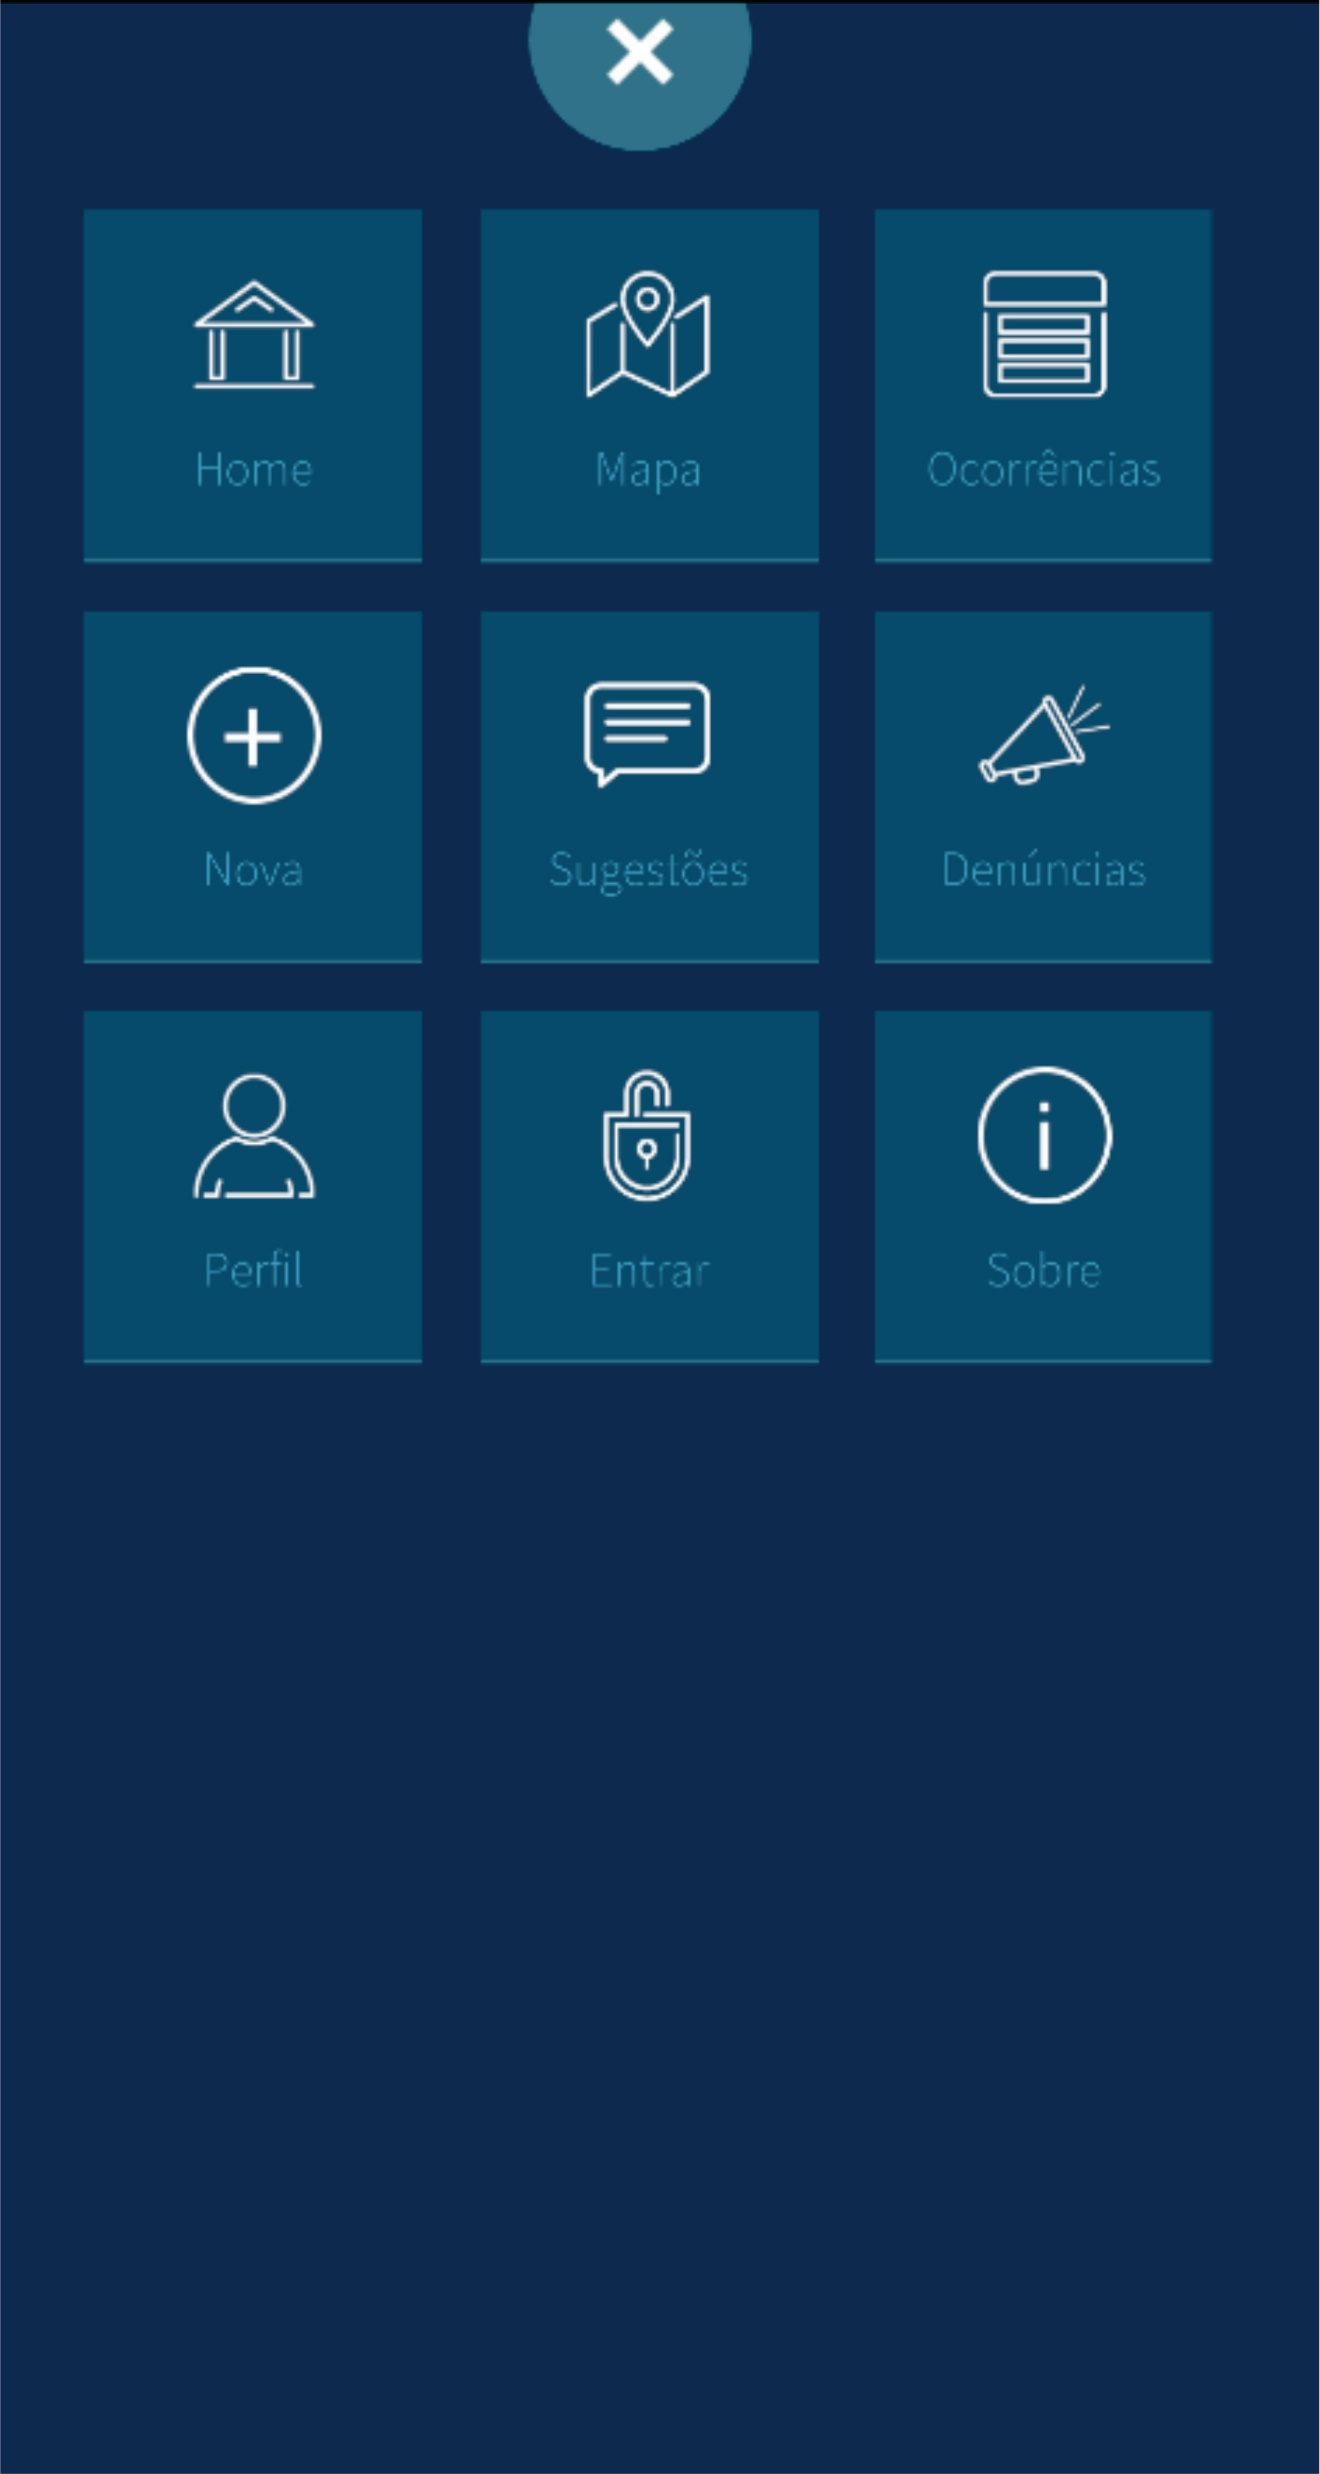 Home
Mapa
Ocorrências
Nova
Sugestões
Denúncias
Perfil
Entrar
Sobre